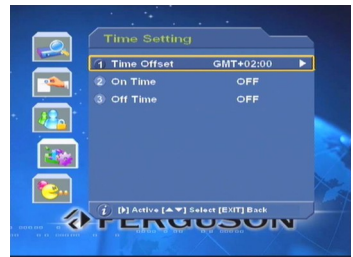 Time Setting
1 Time Offset GMT+02:00 ▶
2 On Time OFF
3 Off Time OFF
i [▶] Active [▲▼] Select [EXIT] Back
FERGUSON